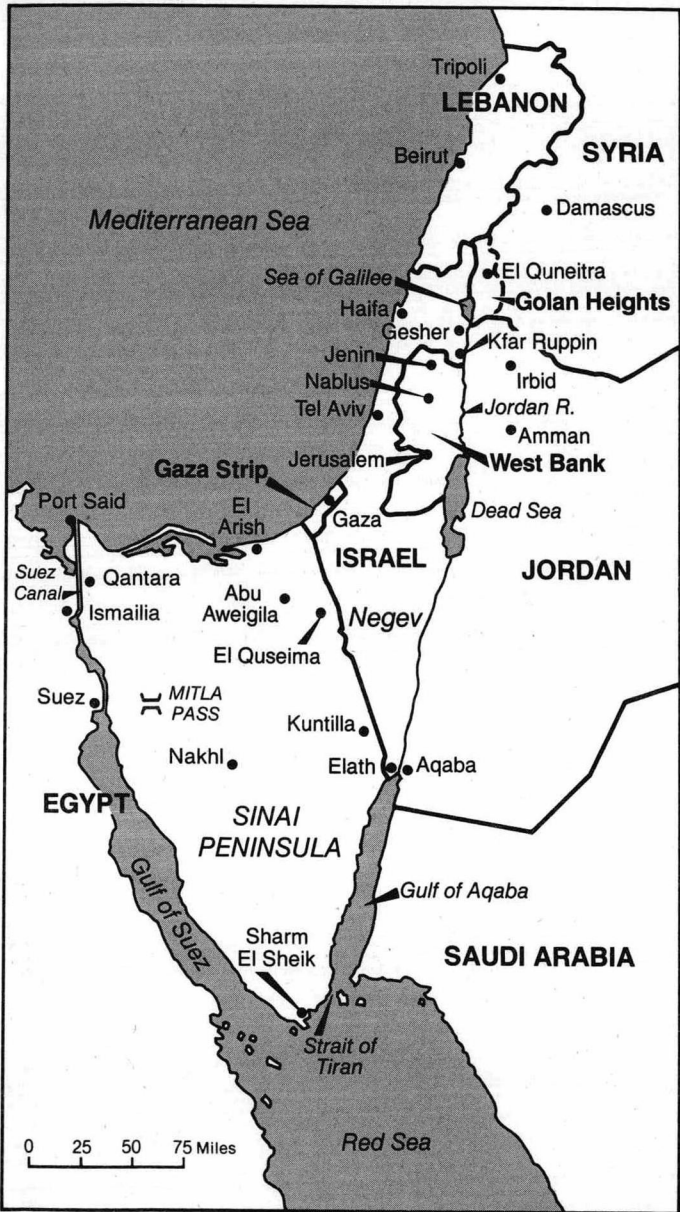 Tripoli
LEBANON
Beirut
SYRIA
Damascus
Mediterranean Sea
Sea of Galilee
El Quneitra
Golan Heights
Haifa
Gesher
Kfar Ruppin
Jenin
Irbid
Nablus
Jordan R.
Tel Aviv
Amman
Jerusalem
West Bank
Gaza Strip
Port Said
El
Arish
Gaza
Dead Sea
ISRAEL
JORDAN
Suez
Canal
Qantara
Ismailia
Abu
Aweigila
Negev
El Quseima
Suez
MITLA
PASS
Kuntilla
Nakhl
Elath
Aqaba
EGYPT
SINAI
PENINSULA
Gulf of Suez
Gulf of Aqaba
Sharm
El Sheik
SAUDI ARABIA
Strait of
Tiran
Red Sea
0 25 50 75 Miles